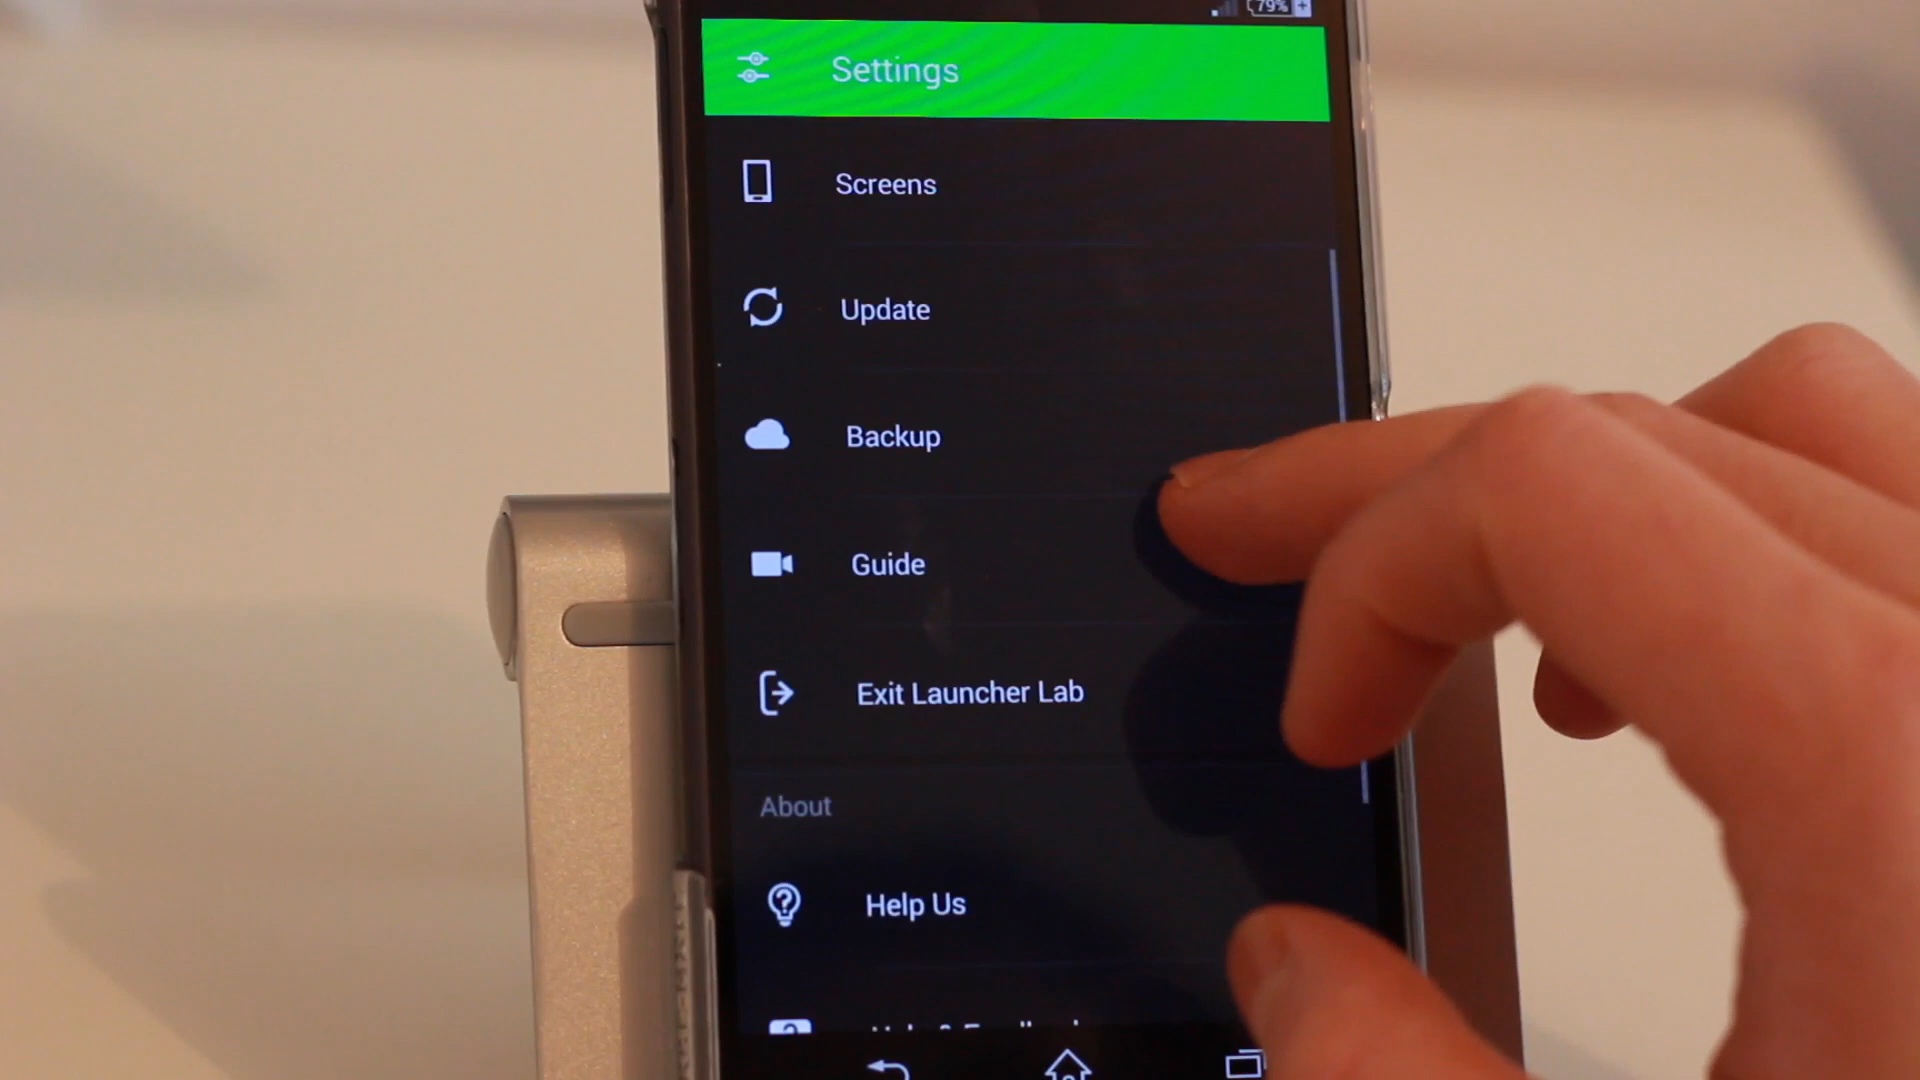 79%
Settings
Screens
Update
Backup
Guide
Exit Launcher Lab
About
Help Us